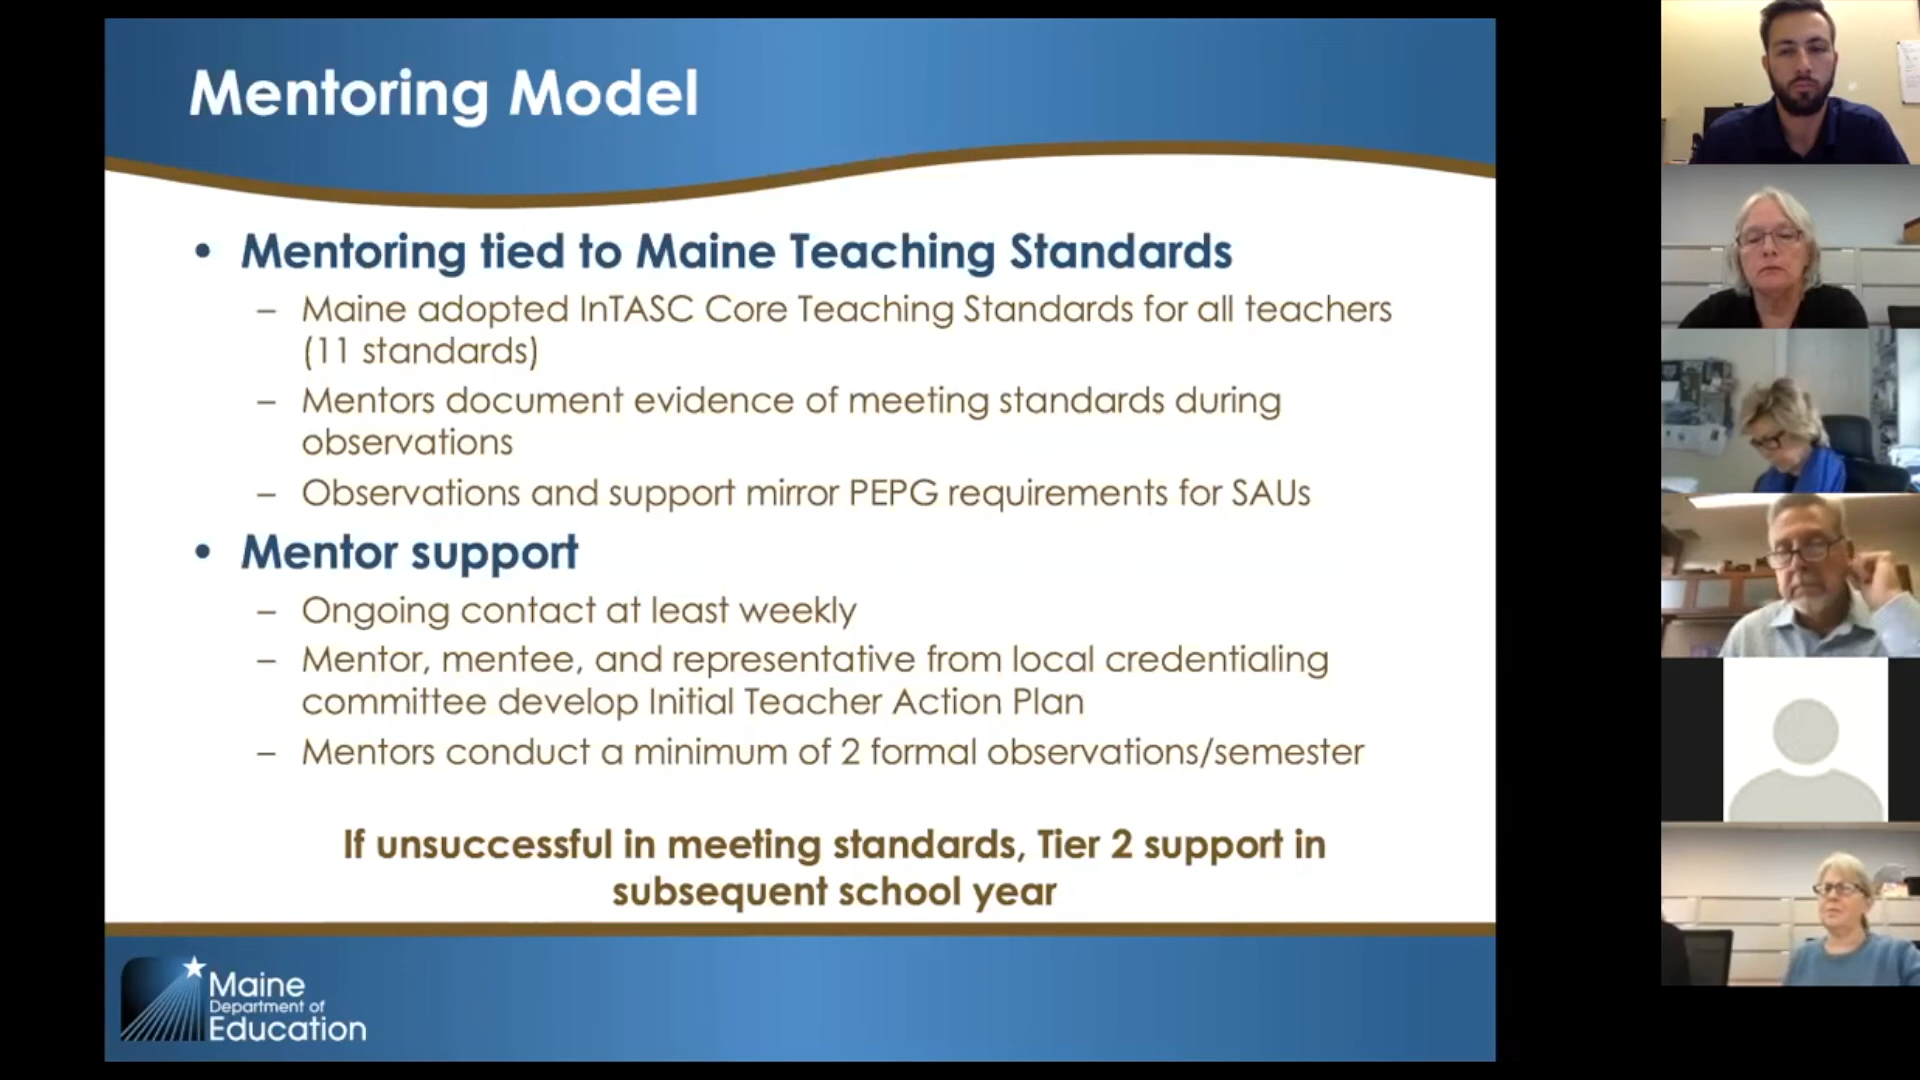 Mentoring Model
• Mentoring tied to Maine Teaching Standards
– Maine adopted InTASC Core Teaching Standards for all teachers
(11 standards)
– Mentors document evidence of meeting standards during
observations
– Observations and support mirror PEPG requirements for SAUs
• Mentor support
– Ongoing contact at least weekly
– Mentor, mentee, and representative from local credentialing
committee develop Initial Teacher Action Plan
– Mentors conduct a minimum of 2 formal observations/semester
If unsuccessful in meeting standards, Tier 2 support in
subsequent school year
Maine
Department of
Education